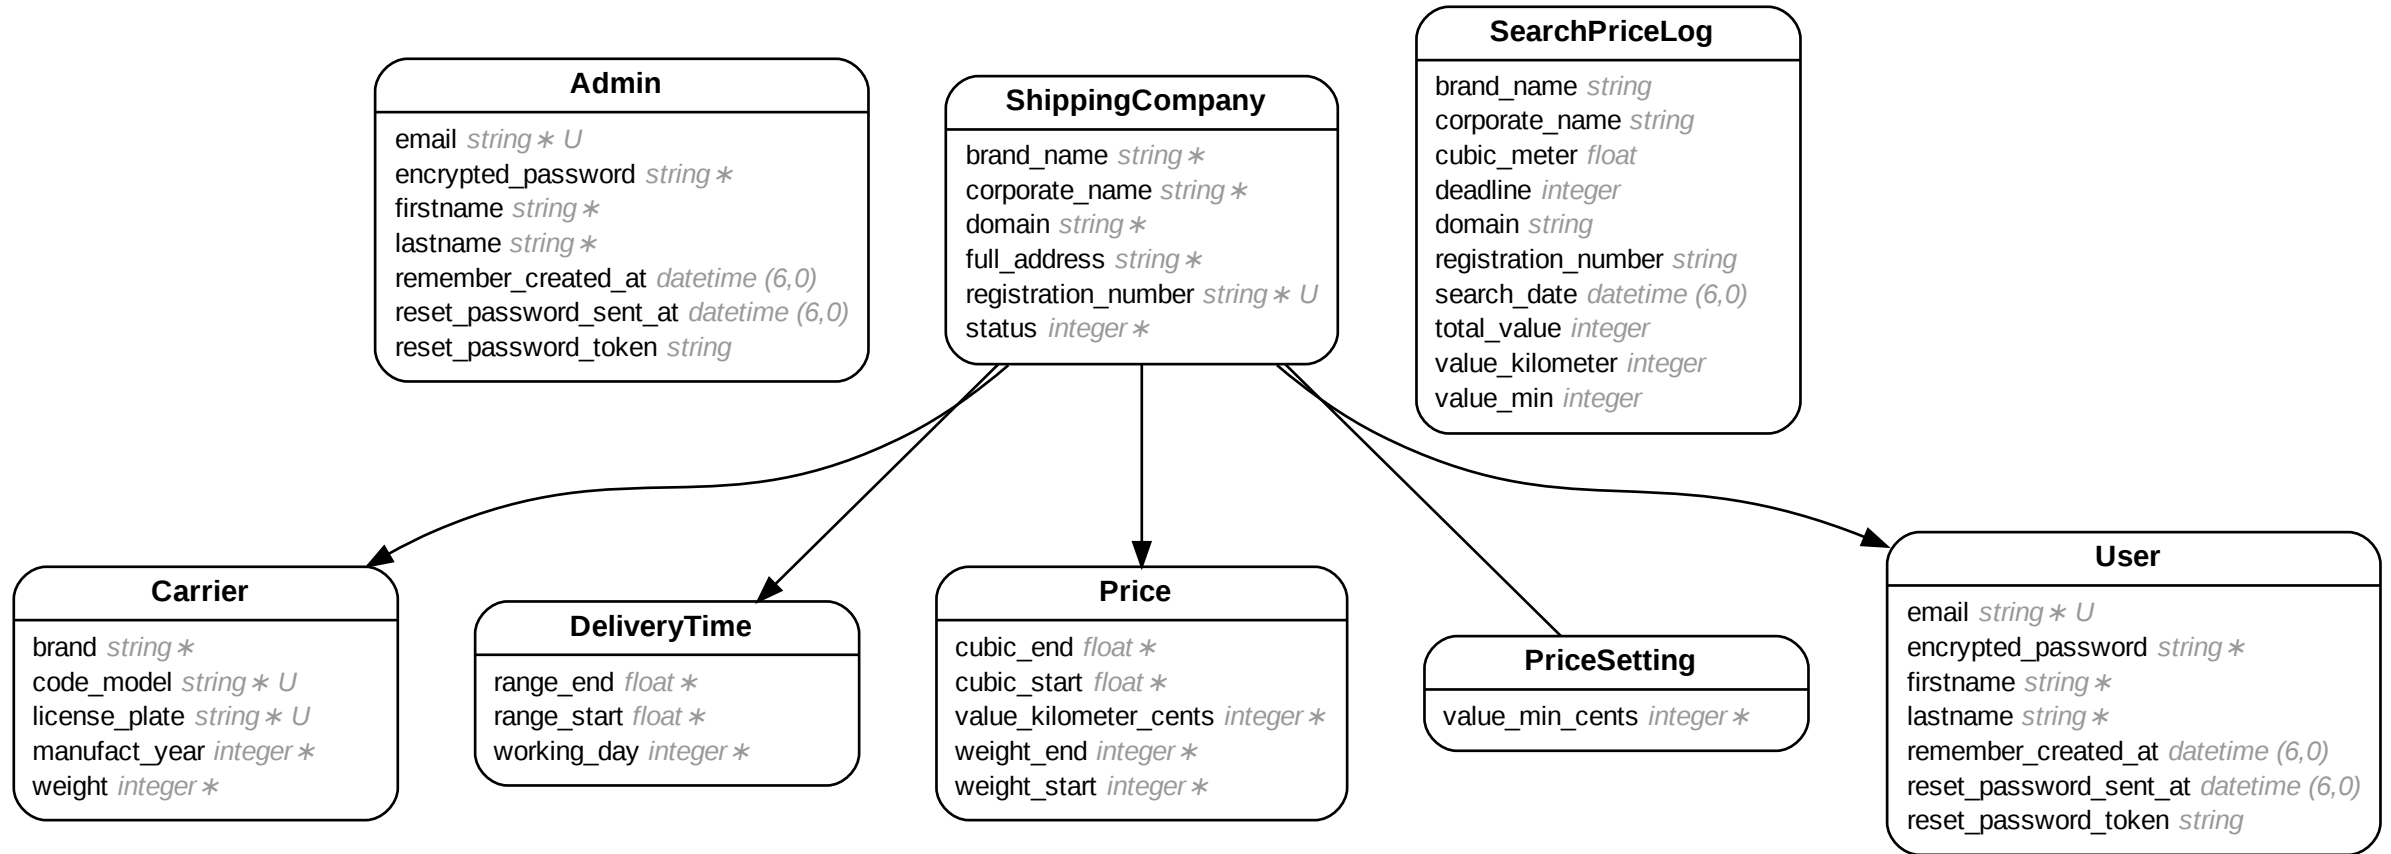 Admin
email string ∗ U
encrypted_password string ∗
firstname string ∗
lastname string ∗
remember_created_at datetime (6,0)
reset_password_sent_at datetime (6,0)
reset_password_token string
ShippingCompany
brand_name string ∗
corporate_name string ∗
domain string ∗
full_address string ∗
registration_number string ∗ U
status integer ∗
SearchPriceLog
brand_name string
corporate_name string
cubic_meter float
deadline integer
domain string
registration_number string
search_date datetime (6,0)
total_value integer
value_kilometer integer
value_min integer
Carrier
brand string ∗
code_model string ∗ U
license_plate string ∗ U
manufact_year integer ∗
weight integer ∗
DeliveryTime
range_end float ∗
range_start float ∗
working_day integer ∗
Price
cubic_end float ∗
cubic_start float ∗
value_kilometer_cents integer ∗
weight_end integer ∗
weight_start integer ∗
PriceSetting
value_min_cents integer ∗
User
email string ∗ U
encrypted_password string ∗
firstname string ∗
lastname string ∗
remember_created_at datetime (6,0)
reset_password_sent_at datetime (6,0)
reset_password_token string